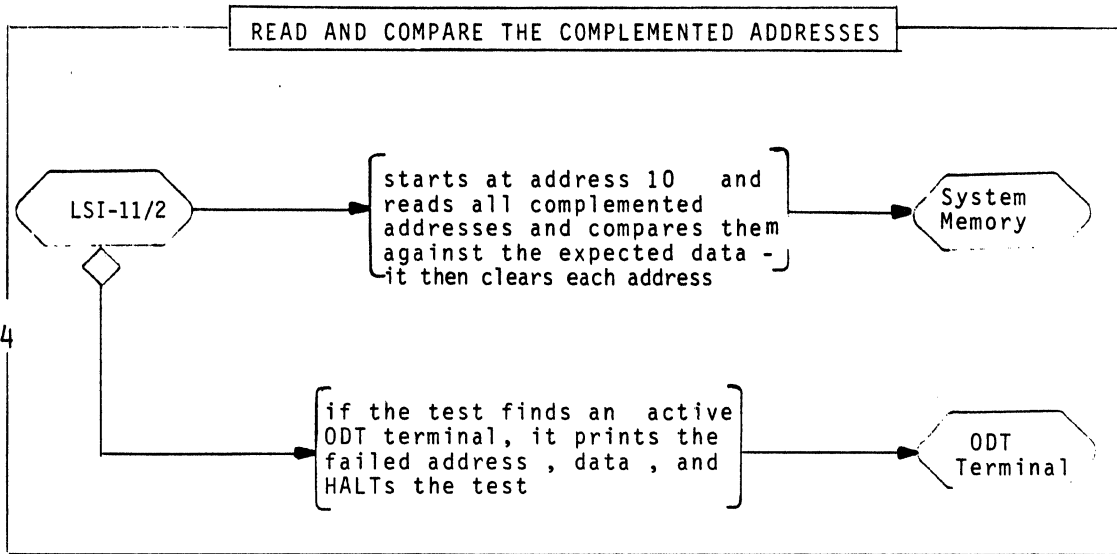 READ AND COMPARE THE COMPLEMENTED ADDRESSES
LSI-11/2
starts at address 10 and
reads all complemented
addresses and compares them
against the expected data -
it then clears each address
System
Memory
4
if the test finds an active
ODT terminal, it prints the
failed address , data , and
HALTs the test
ODT
Terminal